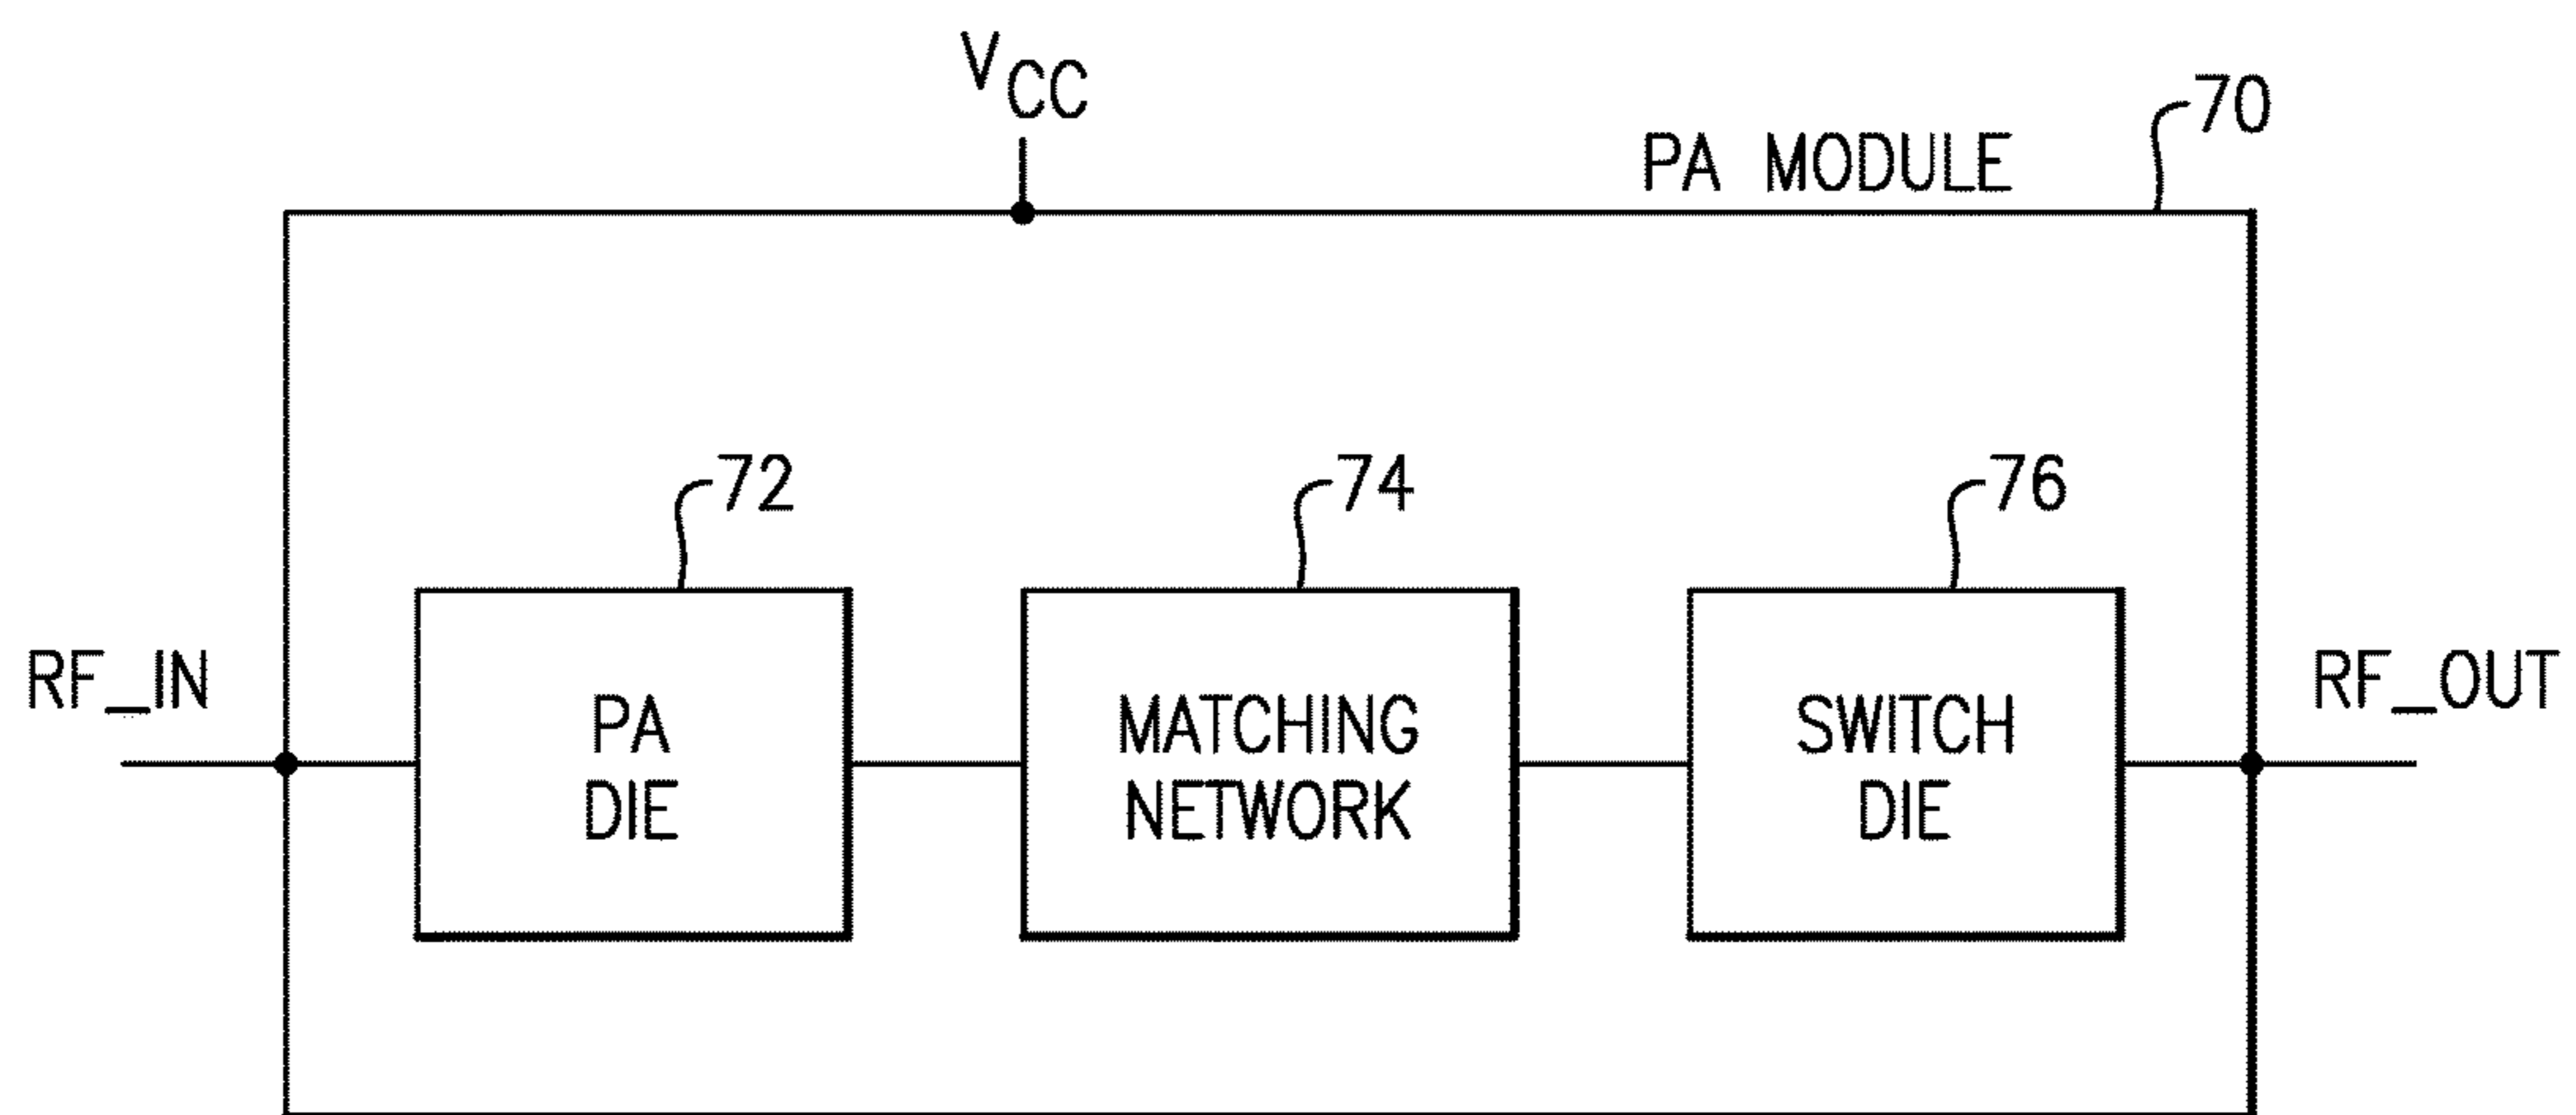 VCC
70
PA MODULE
72
74
76
RF_IN
PA
DIE
MATCHING
NETWORK
SWITCH
DIE
RF_OUT